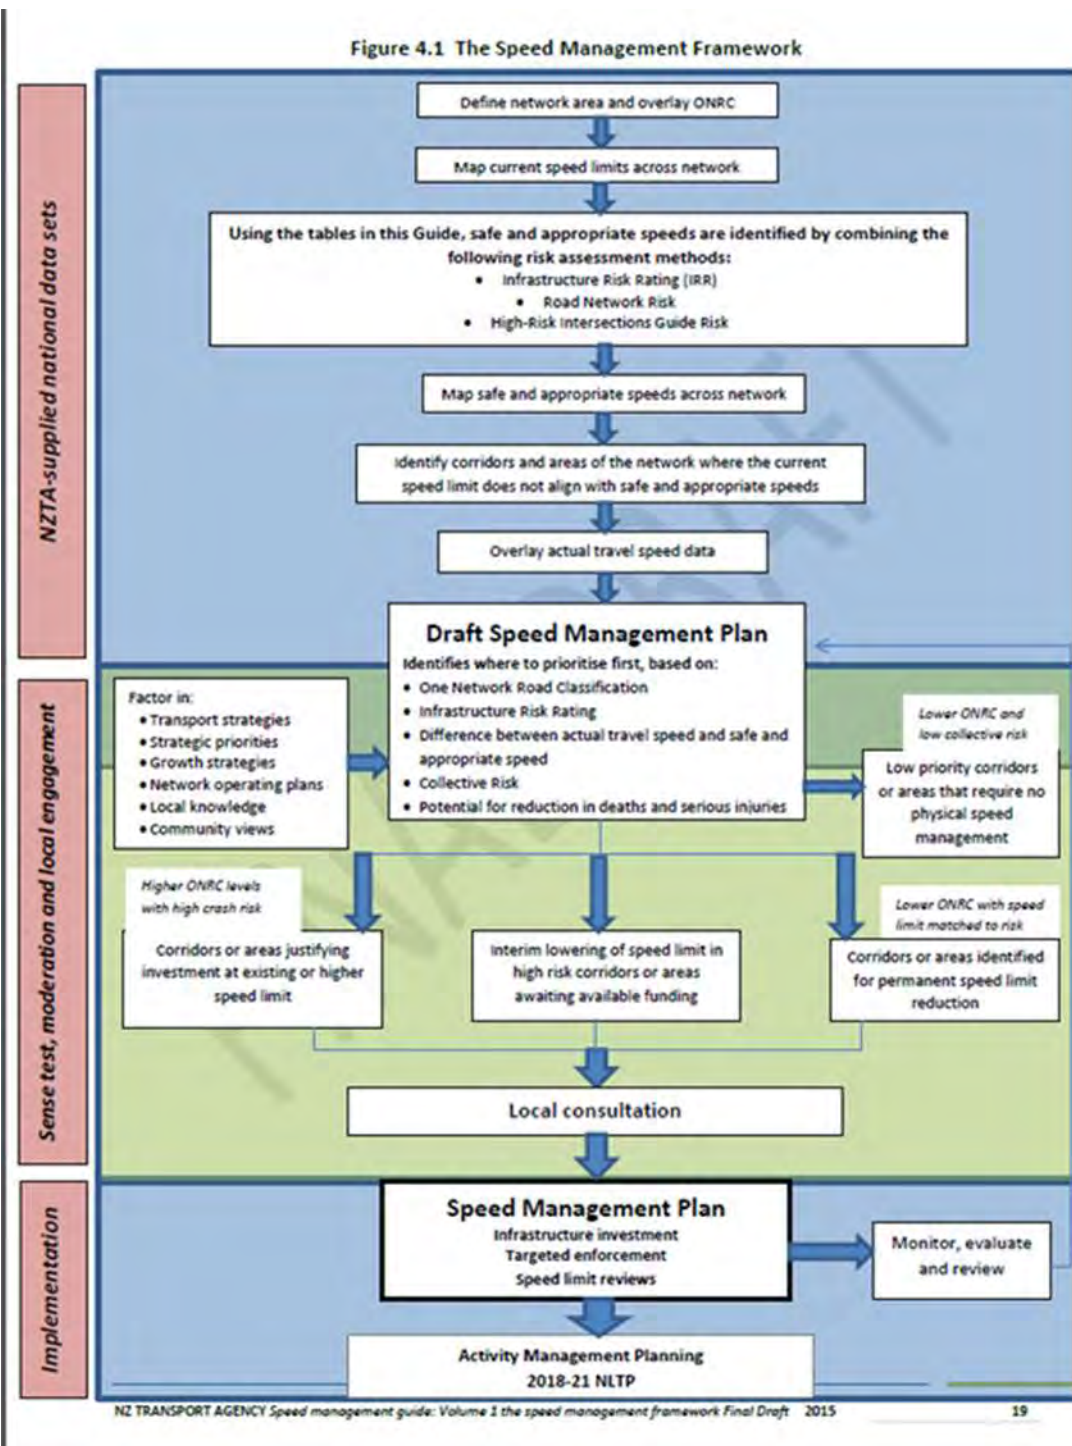 Figure 4.1 The Speed Management Framework
NZTA-supplied national data sets
Define network area and overlay ONRC
Map current speed limits across network
Using the tables in this Guide, safe and appropriate speeds are identified by combining the
following risk assessment methods:
• Infrastructure Risk Rating (IRR)
• Road Network Risk
• High-Risk Intersections Guide Risk
Map safe and appropriate speeds across network
Identify corridors and areas of the network where the current
speed limit does not align with safe and appropriate speeds
Overlay actual travel speed data
Draft Speed Management Plan
Identifies where to prioritise first, based on:
• One Network Road Classification
• Infrastructure Risk Rating
• Difference between actual travel speed and safe and
appropriate speed
• Collective Risk
• Potential for reduction in deaths and serious injuries
Sense test, moderation and local engagement
Factor in:
• Transport strategies
• Strategic priorities
• Growth strategies
• Network operating plans
• Local knowledge
• Community views
Lower ONRC and
low collective risk
Low priority corridors
or areas that require no
physical speed
management
Higher ONRC levels
with high crash risk
Corridors or areas justifying
investment at existing or higher
speed limit
Interim lowering of speed limit in
high risk corridors or areas
awaiting available funding
Lower ONRC with speed
limit matched to risk
Corridors or areas identified
for permanent speed limit
reduction
Local consultation
Implementation
Speed Management Plan
Infrastructure investment
Targeted enforcement
Speed limit reviews
Monitor, evaluate
and review
Activity Management Planning
2018-21 NLTP
NZ TRANSPORT AGENCY Speed management guide: Volume 1 the speed management framework Final Draft 2015 19